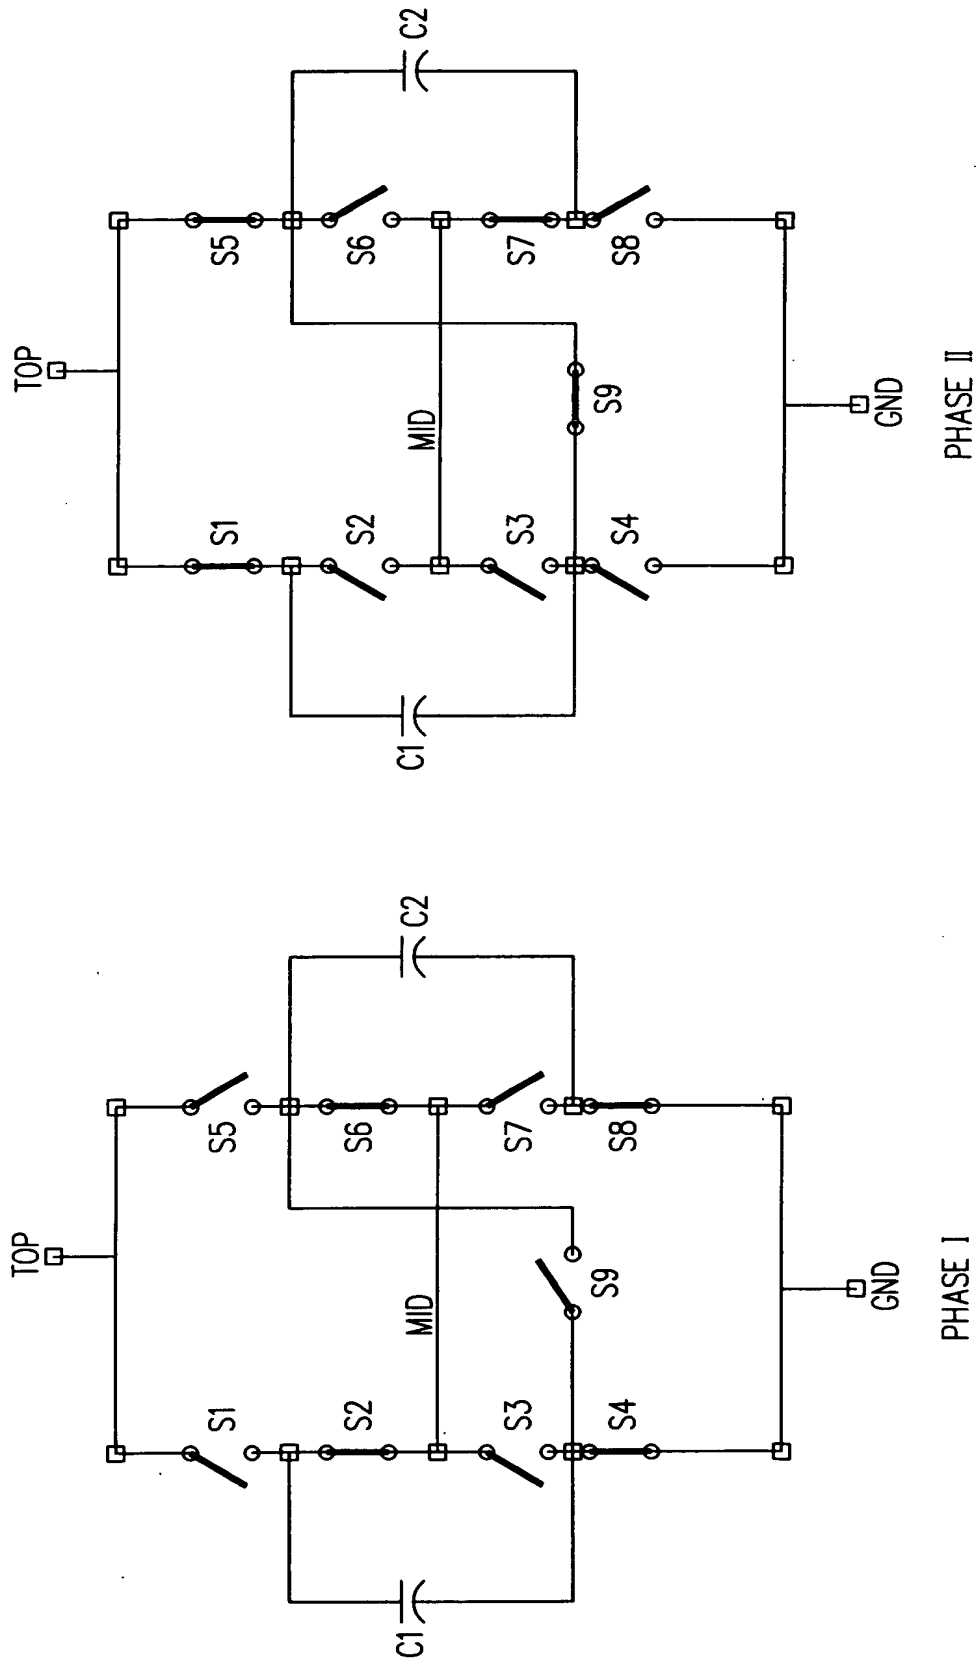 TOP
S1
S5
S2
S6
MID
C1
C2
S3
S7
S9
S4
S8
GND
PHASE I
TOP
S1
S5
S2
S6
MID
C1
C2
S3
S7
S9
S4
S8
GND
PHASE II